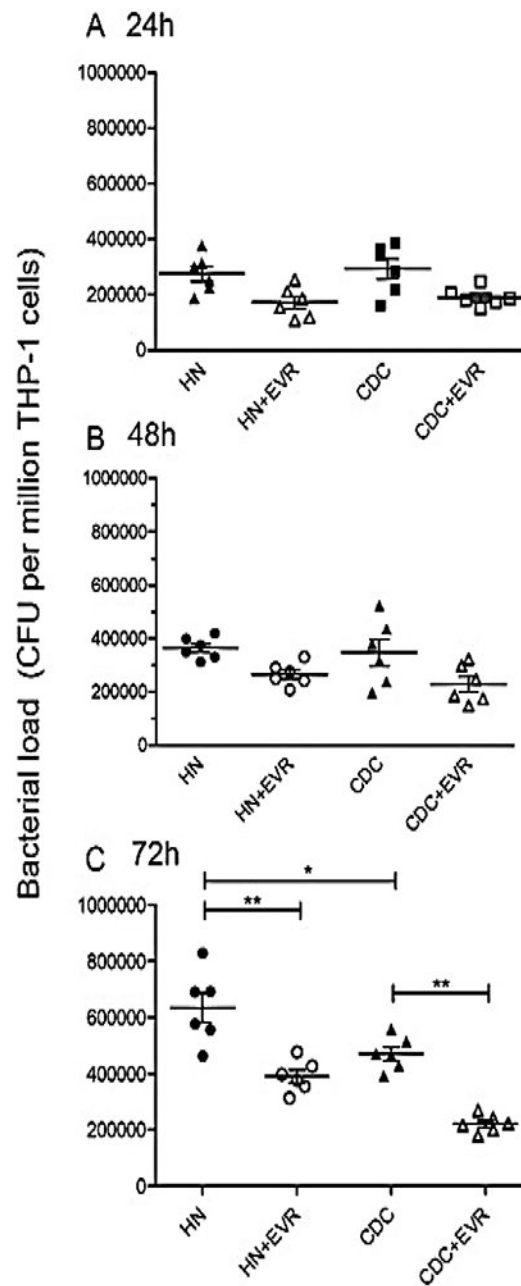 Bacterial load (CFU per million THP-1 cells)
A 24h
1000000
800000
600000
400000
200000
0
HN
HN+EVR
CDC
CDC+EVR
B 48h
1000000
800000
600000
400000
200000
0
HN
HN+EVR
CDC
CDC+EVR
C 72h
*
**
**
1000000
800000
600000
400000
200000
0
HN
HN+EVR
CDC
CDC+EVR